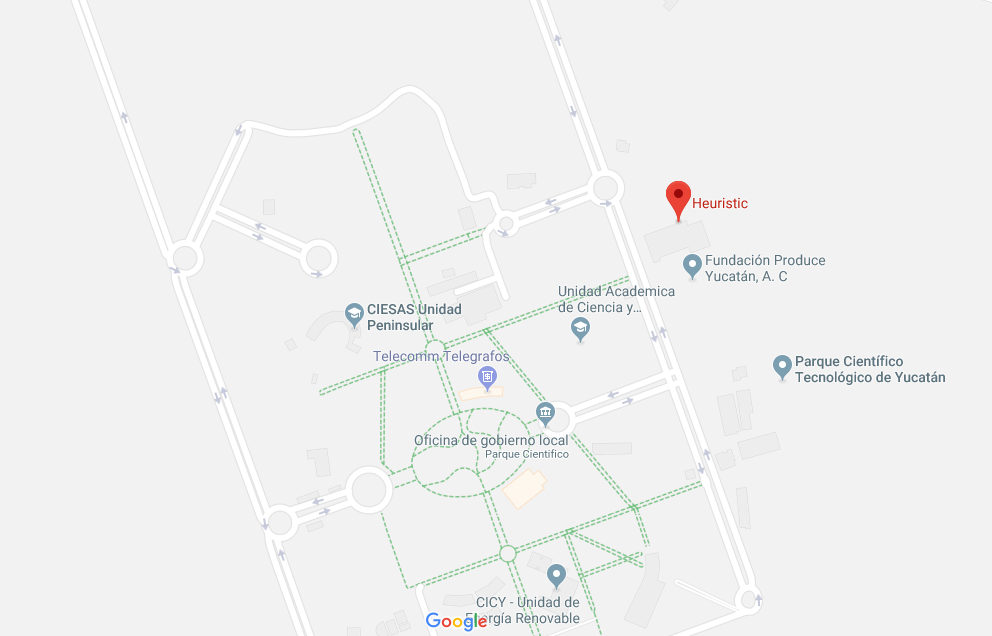 Heuristic
Fundación Produce
Yucatán, A. C
Unidad Academica
de Ciencia y...
CIESAS Unidad
Peninsular
Telecomm Telegrafos
Parque Científico
Tecnológico de Yucatán
Oficina de gobierno local
Parque Cientifico
CICY - Unidad de
Energía Renovable
Google